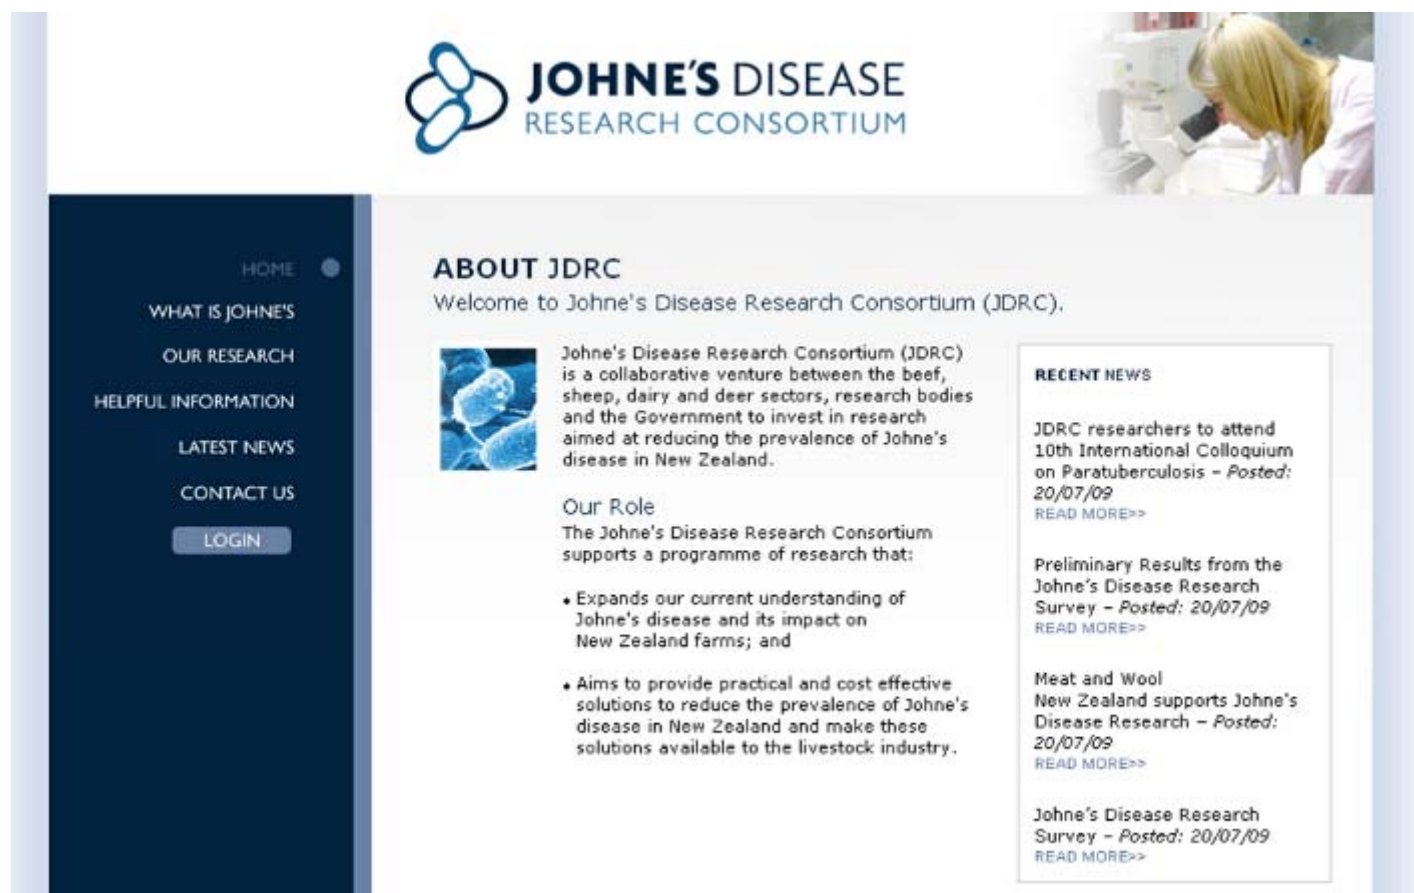 JOHNE'S DISEASE
RESEARCH CONSORTIUM
HOME
WHAT IS JOHNE'S
OUR RESEARCH
HELPFUL INFORMATION
LATEST NEWS
CONTACT US
LOGIN
ABOUT JDRC
Welcome to Johne's Disease Research Consortium (JDRC).
Johne's Disease Research Consortium (JDRC)
is a collaborative venture between the beef,
sheep, dairy and deer sectors, research bodies
and the Government to invest in research
aimed at reducing the prevalence of Johne's
disease in New Zealand.
Our Role
The Johne's Disease Research Consortium
supports a programme of research that:
• Expands our current understanding of
Johne's disease and its impact on
New Zealand farms; and
• Aims to provide practical and cost effective
solutions to reduce the prevalence of Johne's
disease in New Zealand and make these
solutions available to the livestock industry.
RECENT NEWS
JDRC researchers to attend
10th International Colloquium
on Paratuberculosis – Posted:
20/07/09
READ MORE>>
Preliminary Results from the
Johne's Disease Research
Survey – Posted: 20/07/09
READ MORE>>
Meat and Wool
New Zealand supports Johne's
Disease Research – Posted:
20/07/09
READ MORE>>
Johne's Disease Research
Survey – Posted: 20/07/09
READ MORE>>